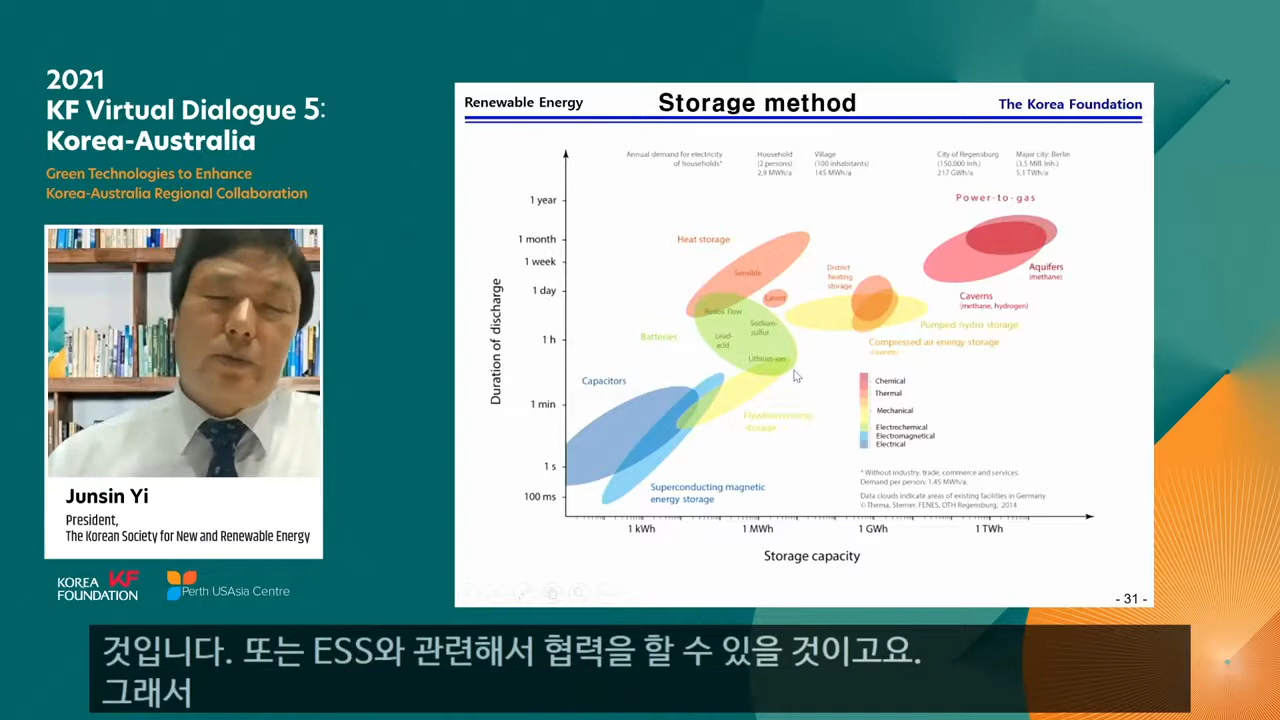 2021
KF Virtual Dialogue 5:
Korea-Australia
Green Technologies to Enhance
Korea-Australia Regional Collaboration
Junsin Yi
President,
The Korean Society for New and Renewable Energy
KOREA KF
FOUNDATION
Perth USAsia Centre
Renewable Energy
Storage method
The Korea Foundation
Annual demand for electricity
of households*
Household
(2 persons)
2,9 MWh/a
Village
(100 inhabitants)
145 MWh/a
City of Regensburg
(150,000 inh.)
217 GWh/a
Major city: Berlin
(3,5 Mill. Inh.)
5,1 TWh/a
Duration of discharge
1 year
1 month
1 week
1 day
1 h
1 min
1 s
100 ms
Power-to-gas
Heat storage
Sensible
Latent
District
heating
storage
Aquifers
(methane)
Caverns
(methane, hydrogen)
Redox flow
Sodium-
sulfur
Lead-
acid
Lithium-ion
Batteries
Pumped hydro storage
Compressed air energy storage
(caverns)
Capacitors
Flywheel energy
storage
Superconducting magnetic
energy storage
Chemical
Thermal
Mechanical
Electrochemical
Electromagnetical
Electrical
* Without industry, trade, commerce and services.
Demand per person: 1.45 MWh/a.
Data clouds indicate areas of existing facilities in Germany
© Thema, Sterner, FENES, OTH Regensburg, 2014
1 kWh
1 MWh
1 GWh
1 TWh
Storage capacity
- 31 -
것입니다. 또는 ESS와 관련해서 협력을 할 수 있을 것이고요.
그래서